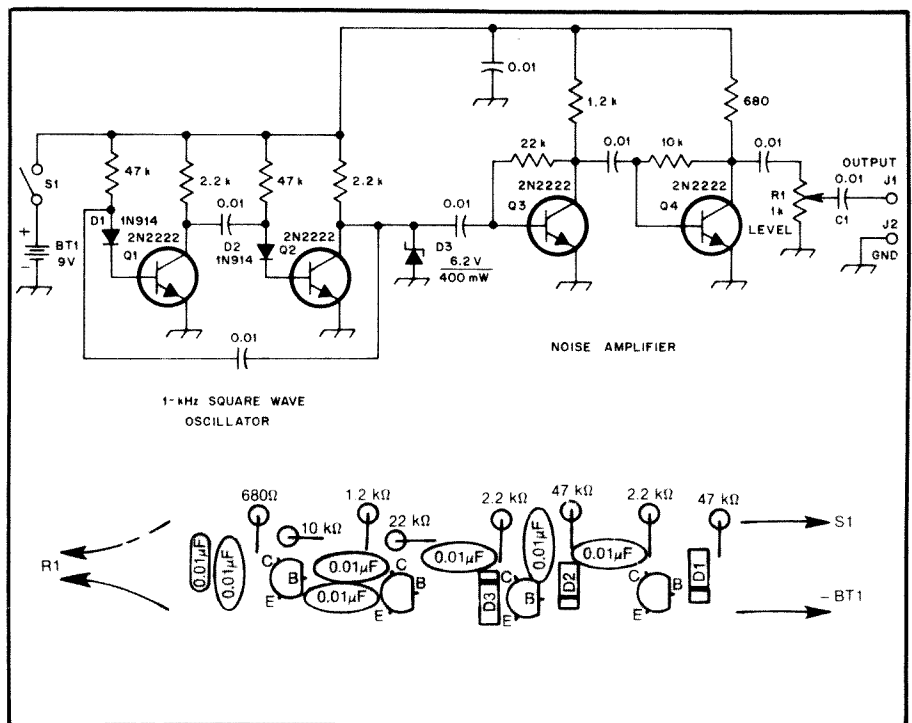 0.01
1.2 k
680
47 k
2.2 k
47 k
2.2 k
22 k
0.01
10 k
0.01
OUTPUT
S1
D1
1N914
0.01
2N2222
D2
1N914
2N2222
0.01
2N2222
Q3
2N2222
Q4
R1
1k
LEVEL
0.01
C1
J1
+
BT1
9V
-
Q1
Q2
D3
6.2 V
400 mW
J2
GND
0.01
NOISE AMPLIFIER
1-kHz SQUARE WAVE
OSCILLATOR
680Ω
1.2 kΩ
2.2 kΩ
47 kΩ
2.2 kΩ
47 kΩ
10 kΩ
22 kΩ
S1
R1
0.01µF
0.01µF
C
B
E
0.01µF
0.01µF
C
B
E
0.01µF
D3
C
B
E
0.01µF
D2
0.01µF
C
B
E
D1
– BT1